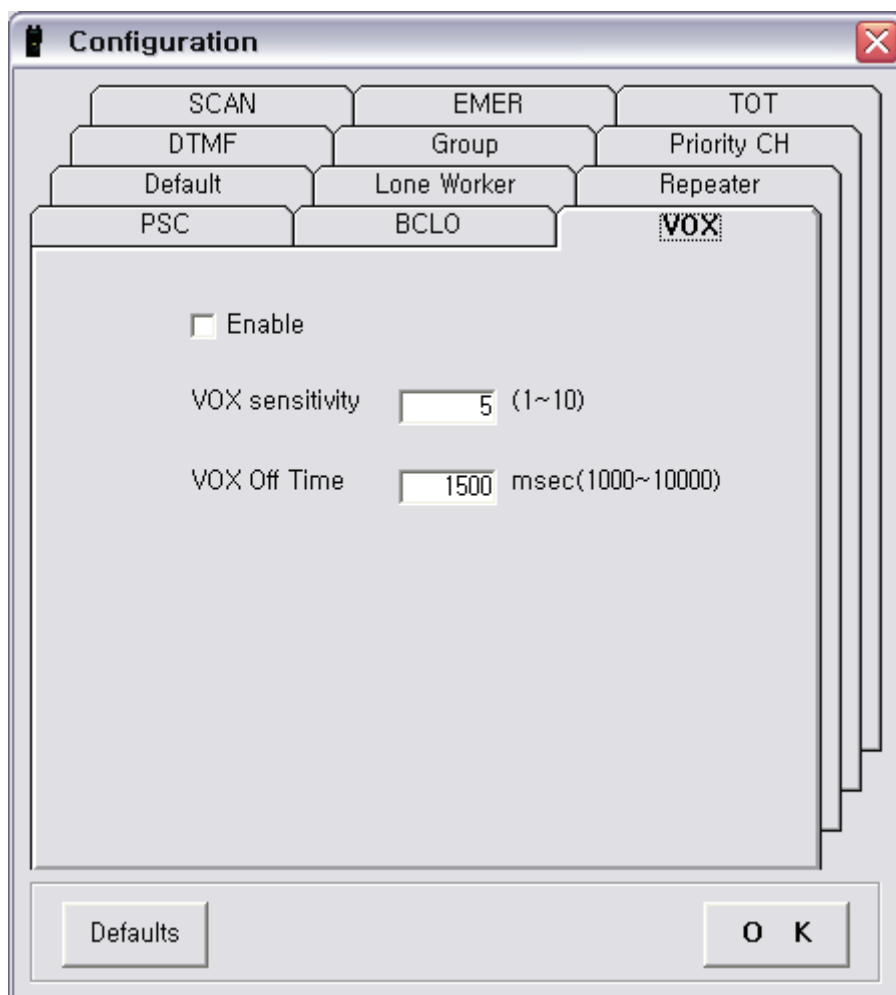 Configuration
SCAN EMER TOT
DTMF Group Priority CH
Default Lone Worker Repeater
PSC BCLO VOX
Enable
VOX sensitivity 5 (1~10)
VOX Off Time 1500 msec(1000~10000)
Defaults O K